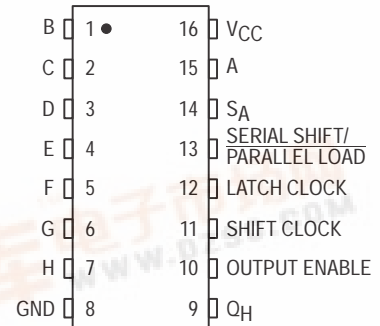 B 1 16 VCC
C 2 15 A
D 3 14 SA
E 4 13 SERIAL SHIFT/
PARALLEL LOAD
F 5 12 LATCH CLOCK
G 6 11 SHIFT CLOCK
H 7 10 OUTPUT ENABLE
GND 8 9 QH